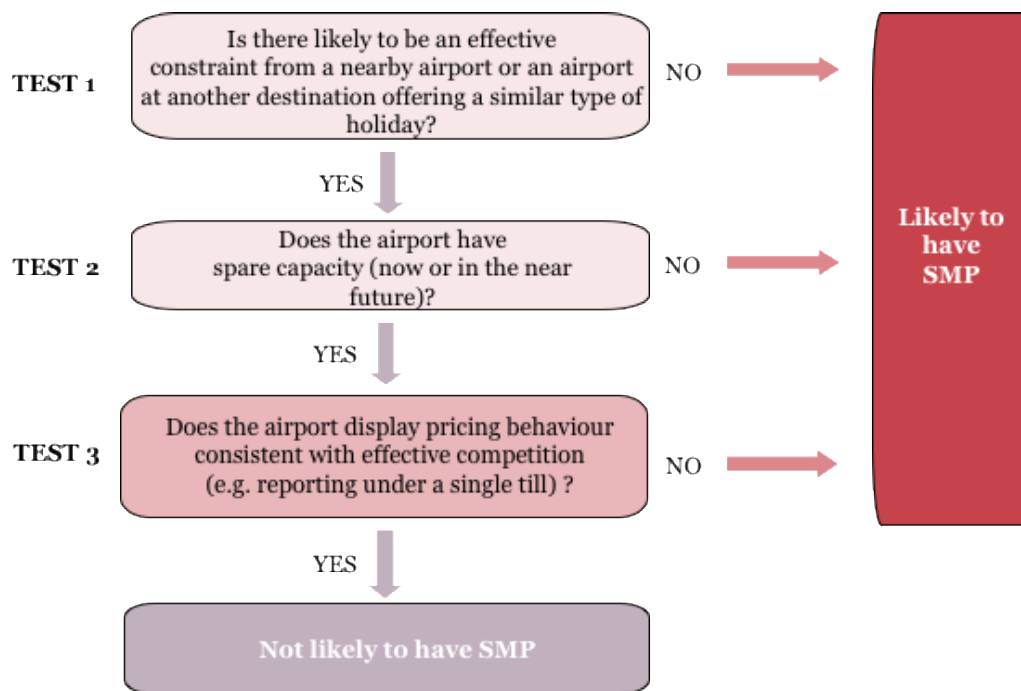 Is there likely to be an effective
constraint from a nearby airport or an airport
at another destination offering a similar type of
holiday?
TEST 1
NO
YES
Does the airport have
spare capacity (now or in the near
future)?
TEST 2
NO
Likely to
have
SMP
YES
Does the airport display pricing behaviour
consistent with effective competition
(e.g. reporting under a single till) ?
TEST 3
NO
YES
Not likely to have SMP